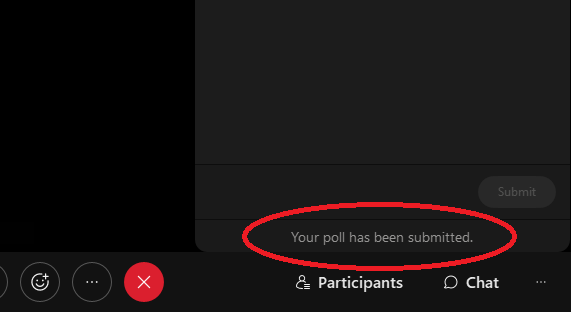 Submit
Your poll has been submitted.
Participants
Chat